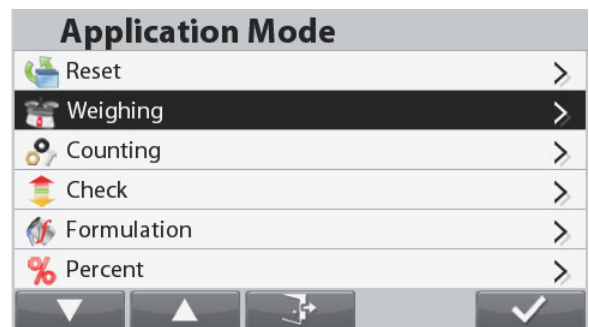 Application Mode
Reset
Weighing
Counting
Check
Formulation
Percent